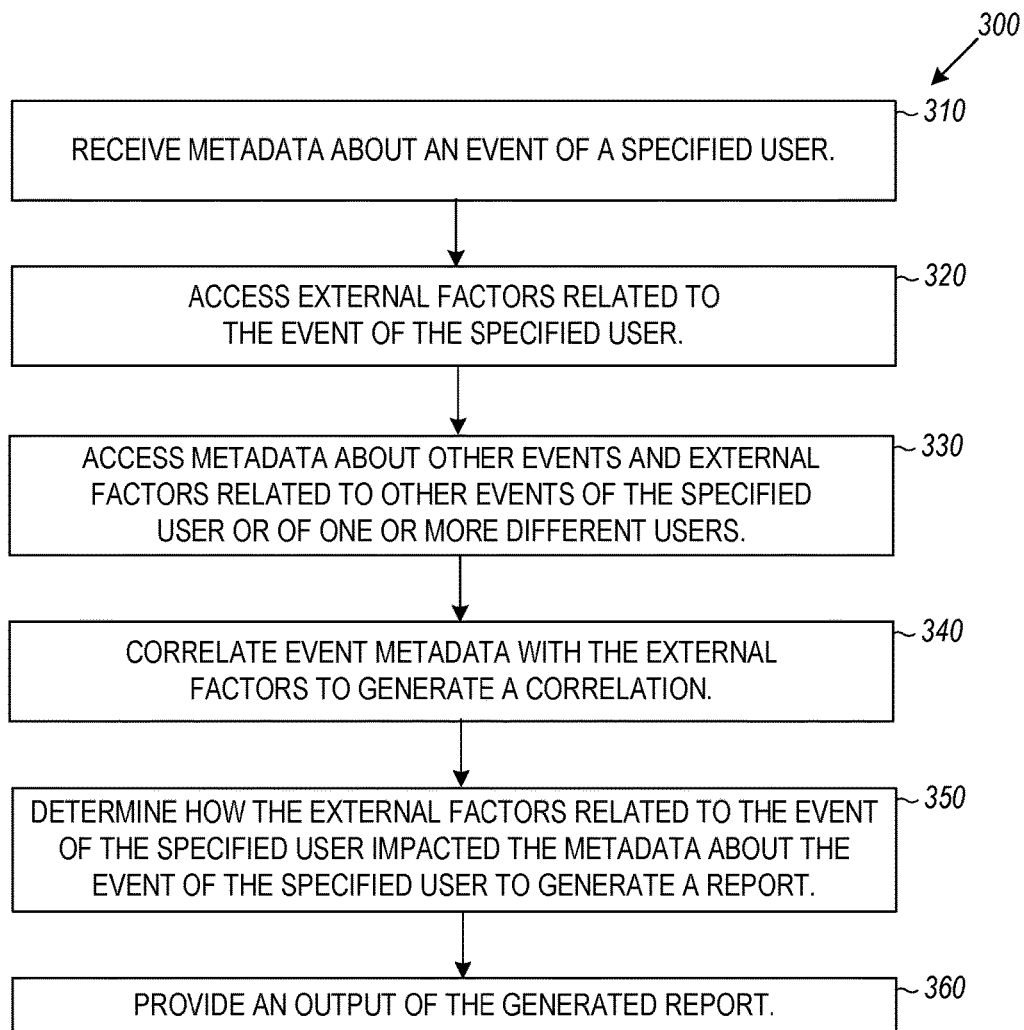 300
310
RECEIVE METADATA ABOUT AN EVENT OF A SPECIFIED USER.
320
ACCESS EXTERNAL FACTORS RELATED TO
THE EVENT OF THE SPECIFIED USER.
330
ACCESS METADATA ABOUT OTHER EVENTS AND EXTERNAL
FACTORS RELATED TO OTHER EVENTS OF THE SPECIFIED
USER OR OF ONE OR MORE DIFFERENT USERS.
340
CORRELATE EVENT METADATA WITH THE EXTERNAL
FACTORS TO GENERATE A CORRELATION.
350
DETERMINE HOW THE EXTERNAL FACTORS RELATED TO THE EVENT
OF THE SPECIFIED USER IMPACTED THE METADATA ABOUT THE
EVENT OF THE SPECIFIED USER TO GENERATE A REPORT.
360
PROVIDE AN OUTPUT OF THE GENERATED REPORT.